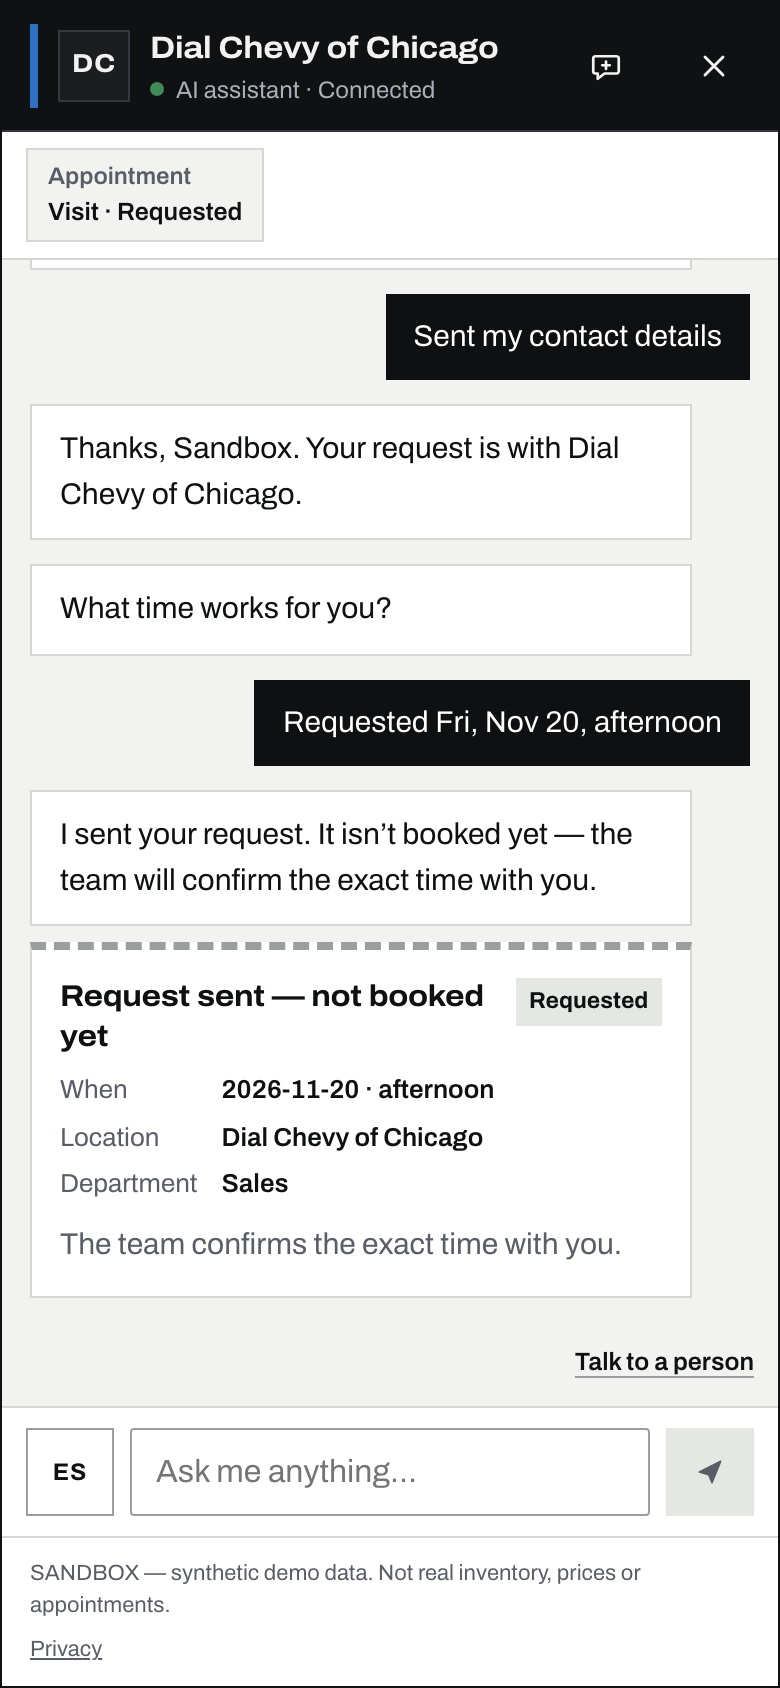 DC
Dial Chevy of Chicago
AI assistant · Connected
Appointment
Visit · Requested
Sent my contact details
Thanks, Sandbox. Your request is with Dial
Chevy of Chicago.
What time works for you?
Requested Fri, Nov 20, afternoon
I sent your request. It isn’t booked yet — the
team will confirm the exact time with you.
Request sent — not booked
yet
Requested
When 2026-11-20 · afternoon
Location Dial Chevy of Chicago
Department Sales
The team confirms the exact time with you.
Talk to a person
ES
Ask me anything...
SANDBOX — synthetic demo data. Not real inventory, prices or
appointments.
Privacy